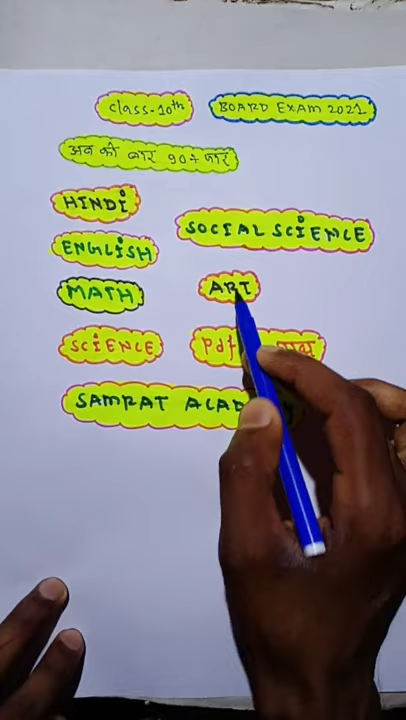 class-10th BOARD EXAM 2021
अब की बार 90+ पार
HINDI
SOCIAL SCIENCE
ENGLISH
MATH
ART
SCIENCE
Pdf
SAMRAT